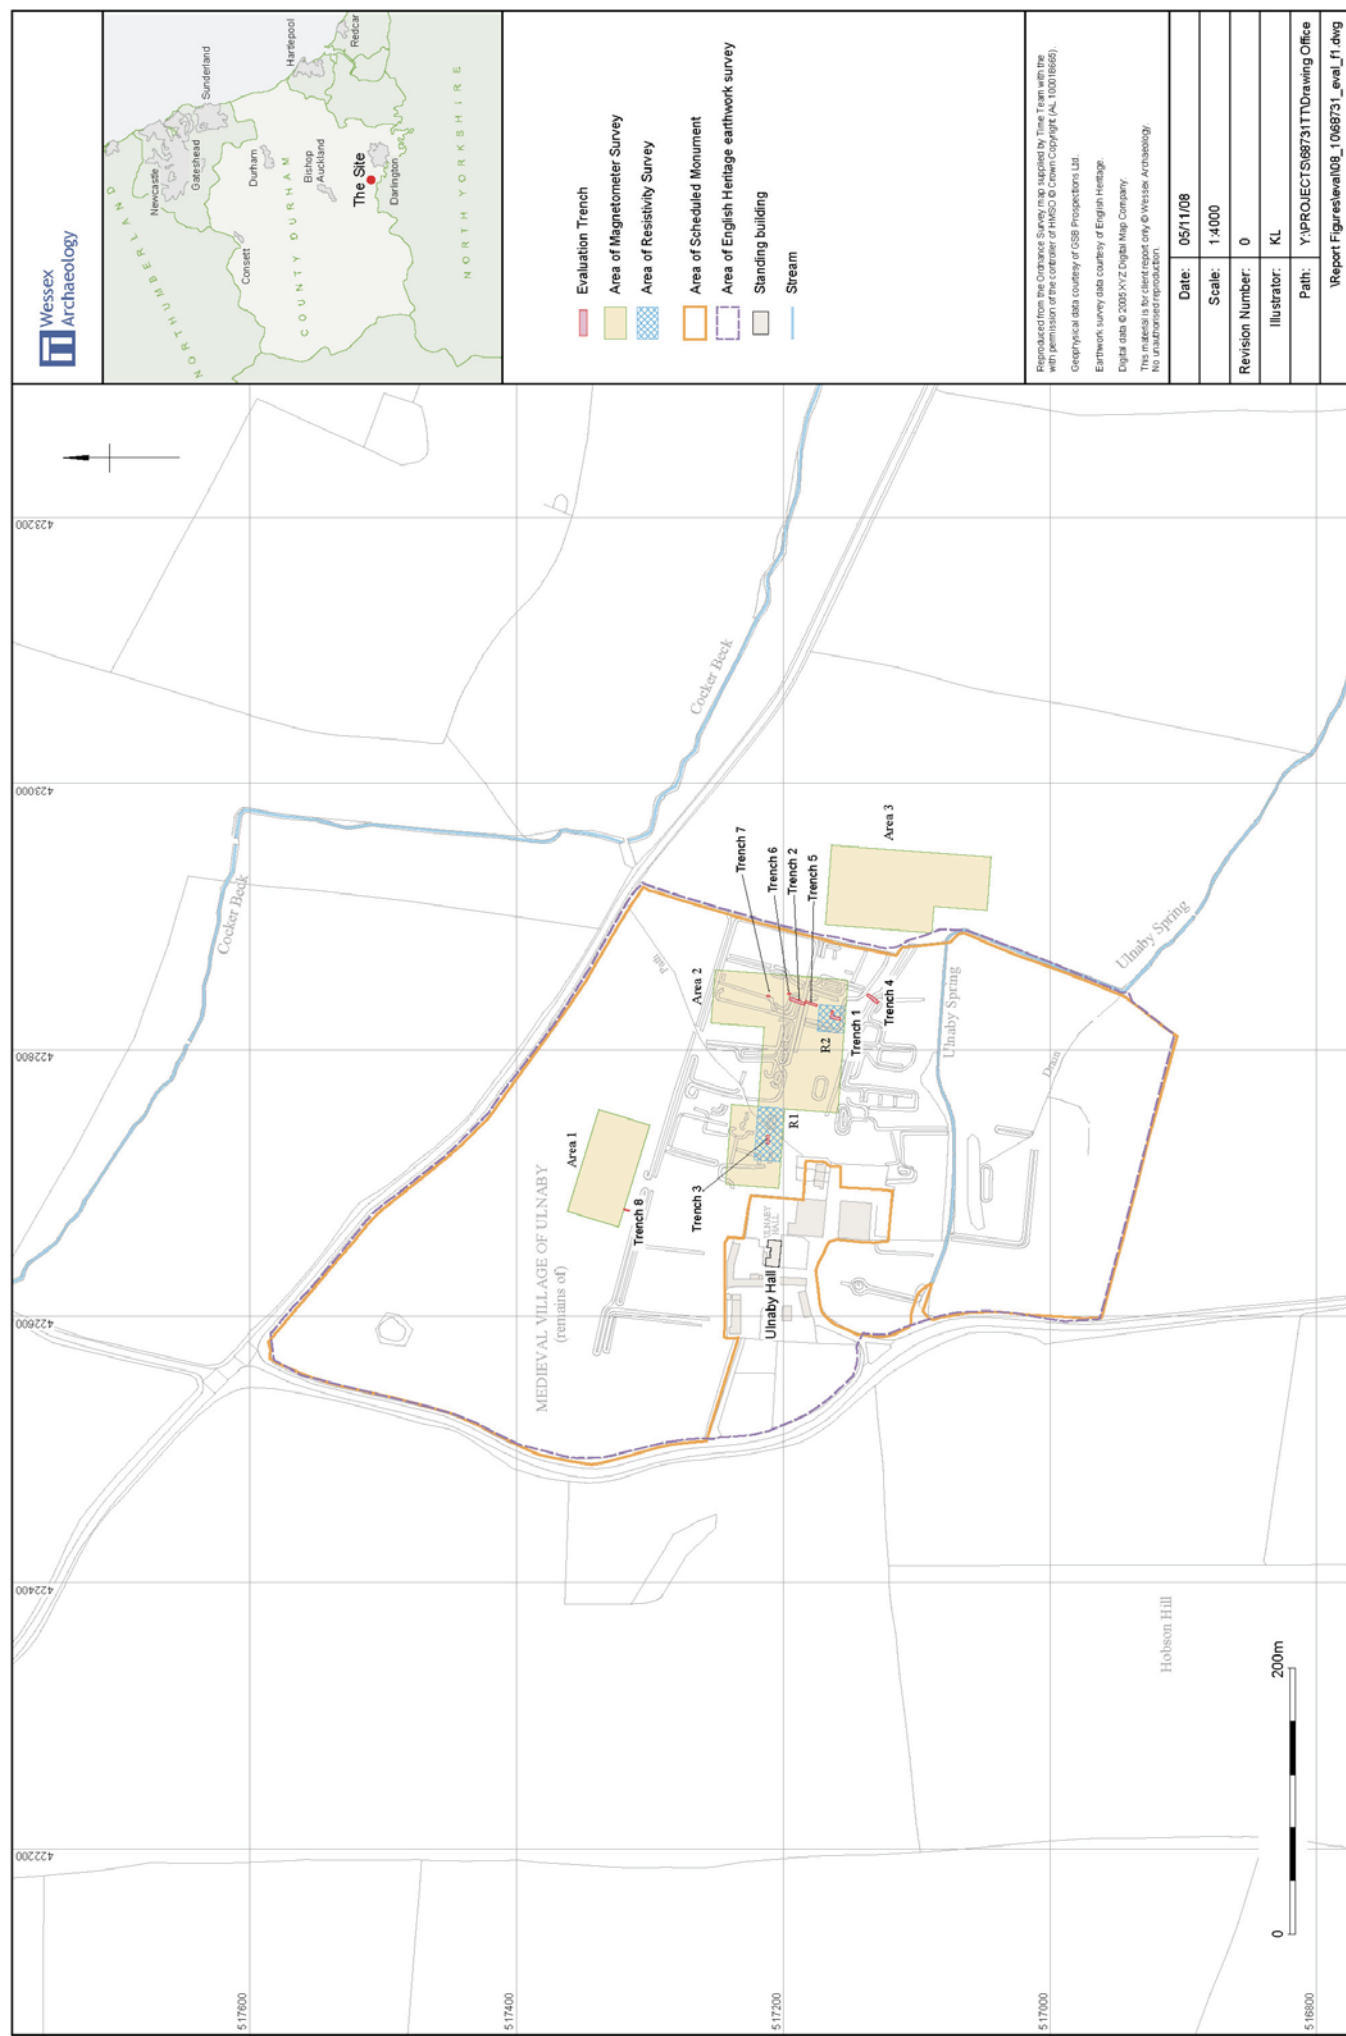 Wessex
Archaeology
NORTHUMBERLAND
Newcastle
Gateshead
Sunderland
Consett
Durham
COUNTY DURHAM
Hartlepool
Bishop
Auckland
Redcar
The Site
Darlington
NORTH YORKSHIRE
Evaluation Trench
Area of Magnetometer Survey
Area of Resistivity Survey
Area of Scheduled Monument
Area of English Heritage earthwork survey
Standing building
Stream
Reproduced from the Ordnance Survey map supplied by Time Team with the
with permission of the controller of HMSO © Crown Copyright (AL 100018665).
Geophysical data courtesy of GSB Prospections Ltd.
Earthwork survey data courtesy of English Heritage.
Digital data © 2005 XYZ Digital Map Company.
This material is for client report only © Wessex Archaeology.
No unauthorised reproduction.
Date: 05/11/08
Scale: 1:4000
Revision Number: 0
Illustrator: KL
Path: Y:\PROJECTS\68731TT\Drawing Office
\Report Figures\eval\08_10\68731_eval_f1.dwg
422200
422400
422600
422800
423000
423200
517600
517400
517200
517000
516800
Cocker Beck
Cocker Beck
MEDIEVAL VILLAGE OF ULNABY
(remains of)
Area 1
Trench 8
Path
Area 2
Trench 7
Trench 6
Trench 2
Trench 5
Area 3
Trench 3
R1
R2
Trench 1
Trench 4
ULNABY
HALL
Ulnaby Hall
Ulnaby Spring
Ulnaby Spring
Drain
Hobson Hill
0
200m